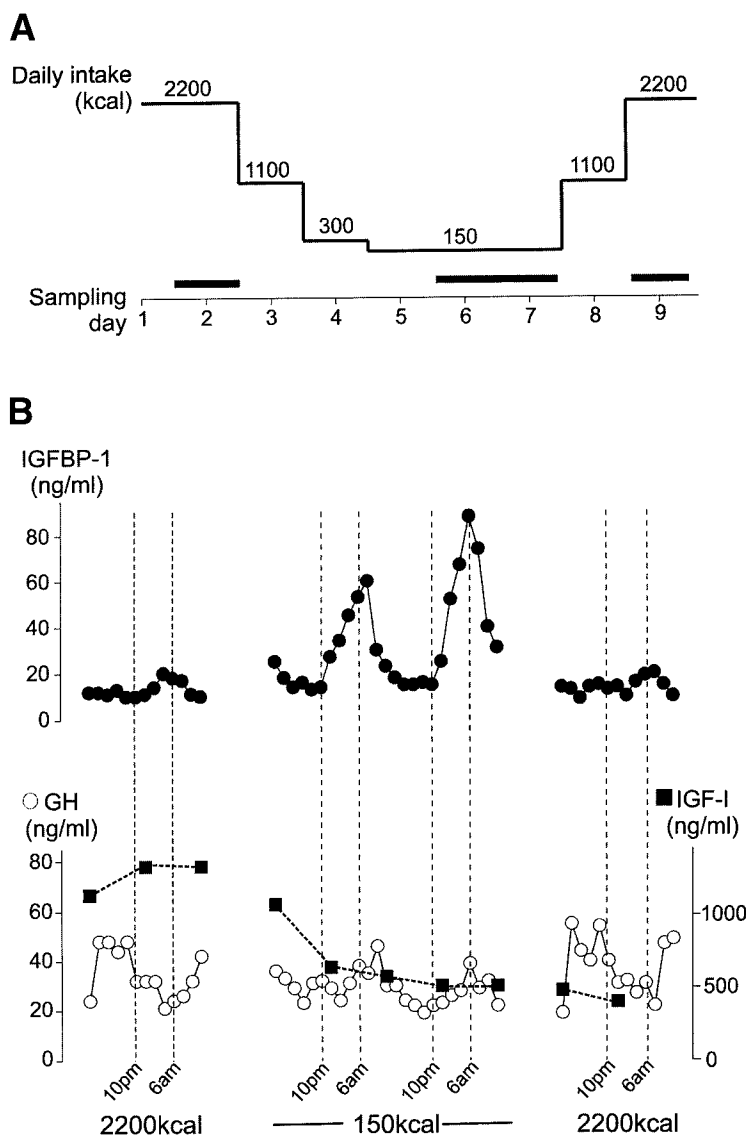 A
Daily intake
(kcal)
2200
1100
300
150
1100
2200
Sampling
day
1 2 3 4 5 6 7 8 9
B
IGFBP-1
(ng/ml)
80
60
40
20
0
GH
(ng/ml)
IGF-I
(ng/ml)
80
60
40
20
0
1000
500
0
10pm 6am 10pm 6am 10pm 6am 10pm 6am
2200kcal 150kcal 2200kcal